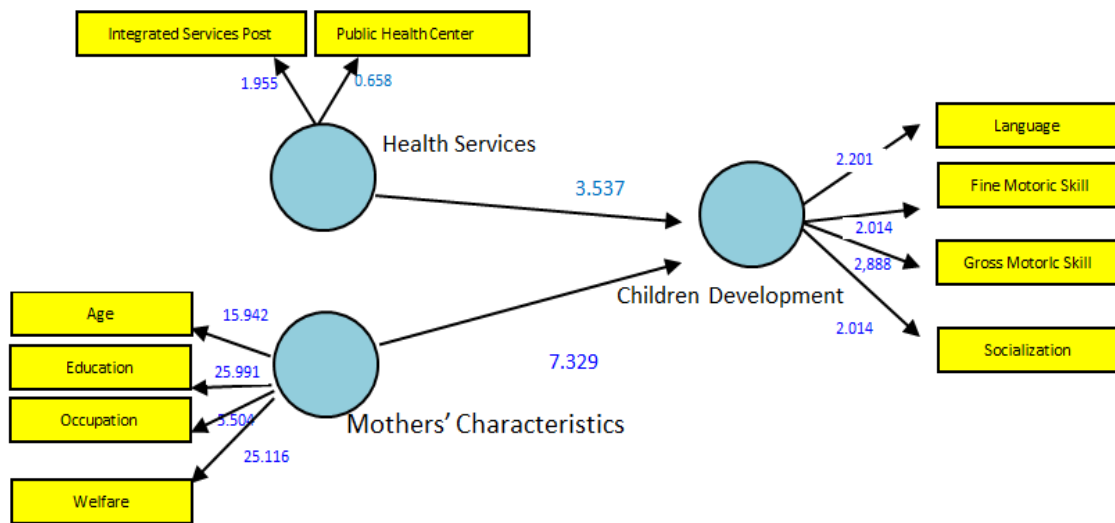 Integrated Services Post
Public Health Center
1.955
0.658
Health Services
3.537
Language
2.201
Fine Motoric Skill
2.014
2,888
Gross Motoric Skill
Children Development
2.014
Socialization
Age
15.942
Education
25.991
Occupation
5.504
7.329
Mothers' Characteristics
25.116
Welfare